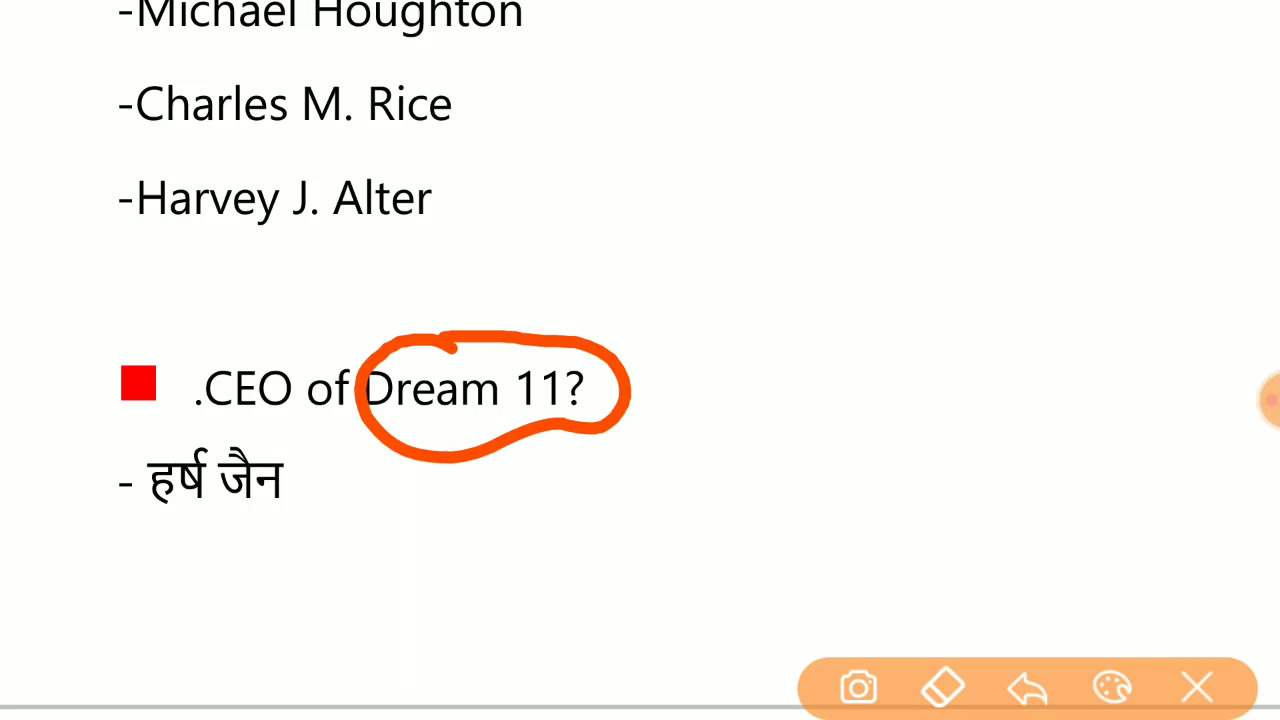 -Michael Houghton
-Charles M. Rice
-Harvey J. Alter
.CEO of Dream 11?
- हर्ष जैन